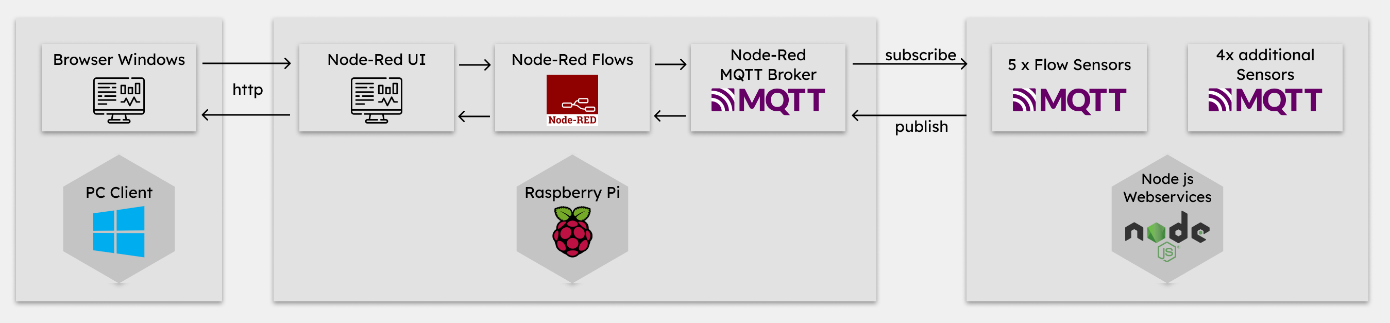 Browser Windows
http
Node-Red UI
Node-Red Flows
Node-RED
Node-Red
MQTT Broker
MQTT
subscribe
publish
5 x Flow Sensors
MQTT
4x additional
Sensors
MQTT
PC Client
Raspberry Pi
Node js
Webservices
node
JS